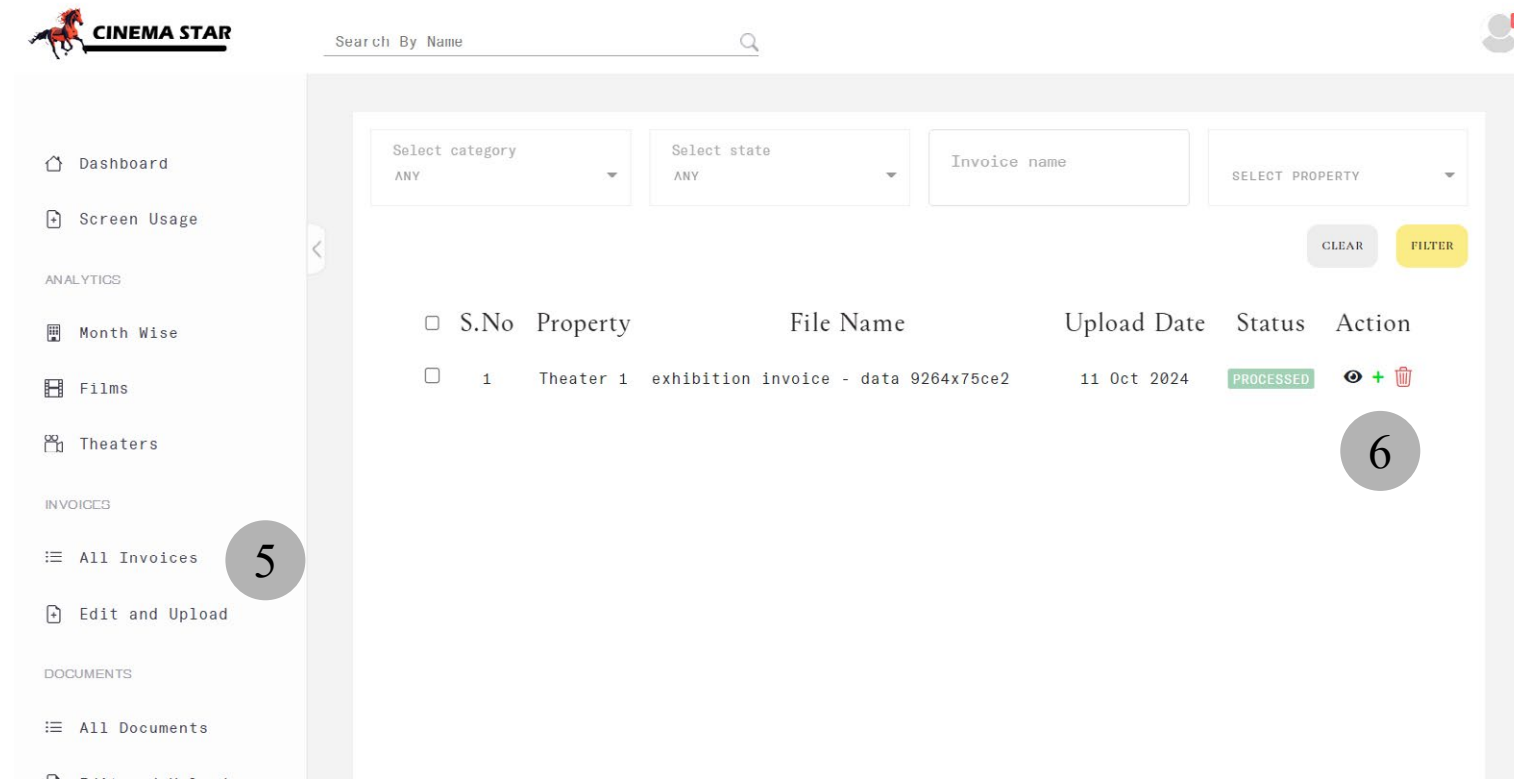 CINEMA STAR
Search By Name
Dashboard
Screen Usage
ANALYTICS
Month Wise
Films
Theaters
INVOICES
All Invoices
5
Edit and Upload
DOCUMENTS
All Documents
Select category
ANY
Select state
ANY
Invoice name
SELECT PROPERTY
CLEAR FILTER
S.No Property File Name Upload Date Status Action
1 Theater 1 exhibition invoice - data 9264x75ce2 11 Oct 2024 PROCESSED
6